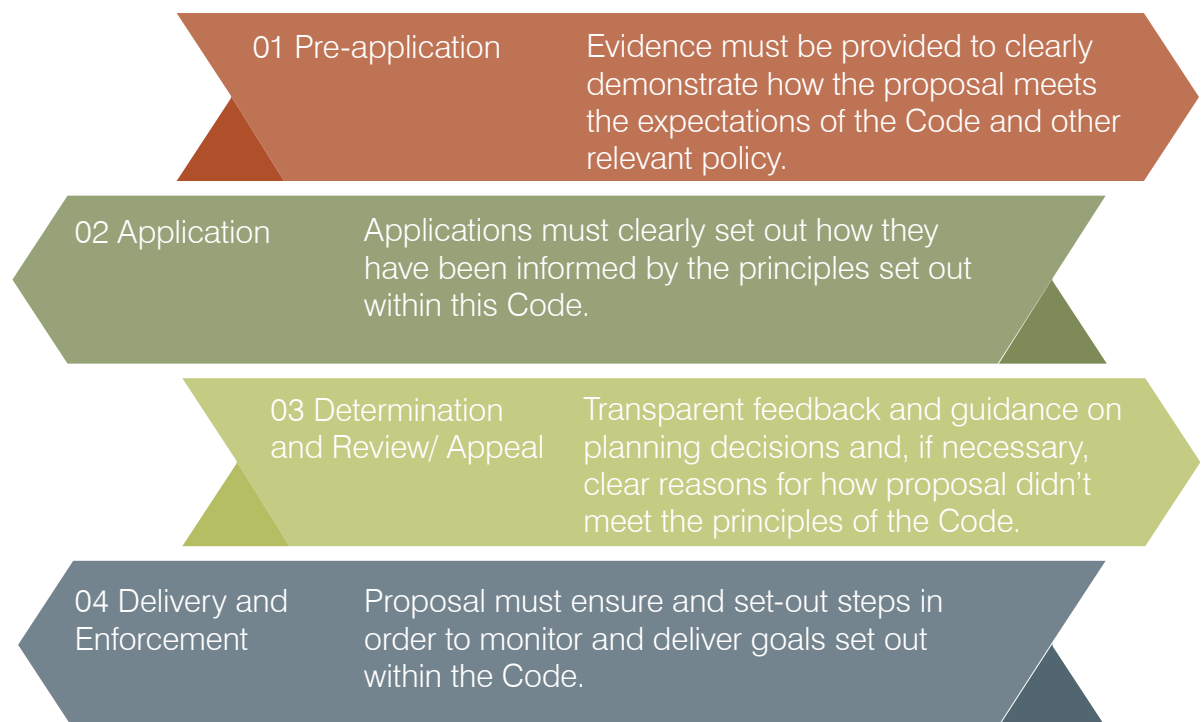 01 Pre-application
Evidence must be provided to clearly
demonstrate how the proposal meets
the expectations of the Code and other
relevant policy.
02 Application
Applications must clearly set out how they
have been informed by the principles set out
within this Code.
03 Determination
and Review/ Appeal
Transparent feedback and guidance on
planning decisions and, if necessary,
clear reasons for how proposal didn’t
meet the principles of the Code.
04 Delivery and
Enforcement
Proposal must ensure and set-out steps in
order to monitor and deliver goals set out
within the Code.